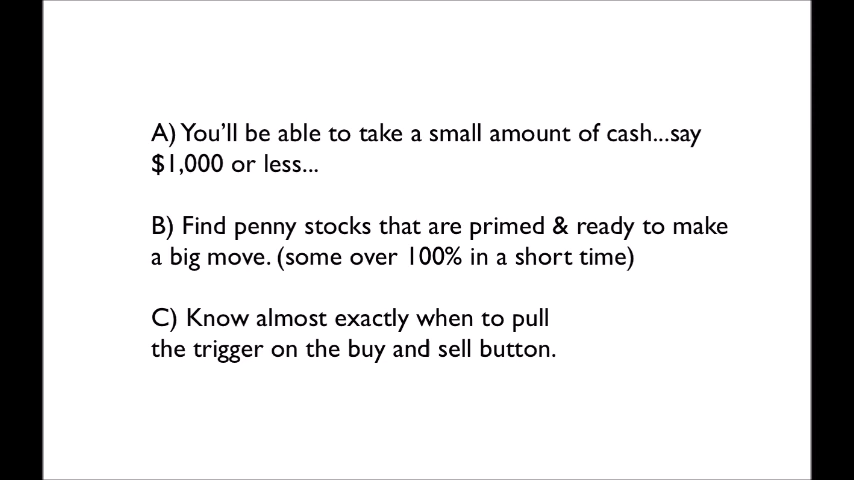 A) You'll be able to take a small amount of cash...say
$1,000 or less...
B) Find penny stocks that are primed & ready to make
a big move. (some over 100% in a short time)
C) Know almost exactly when to pull
the trigger on the buy and sell button.